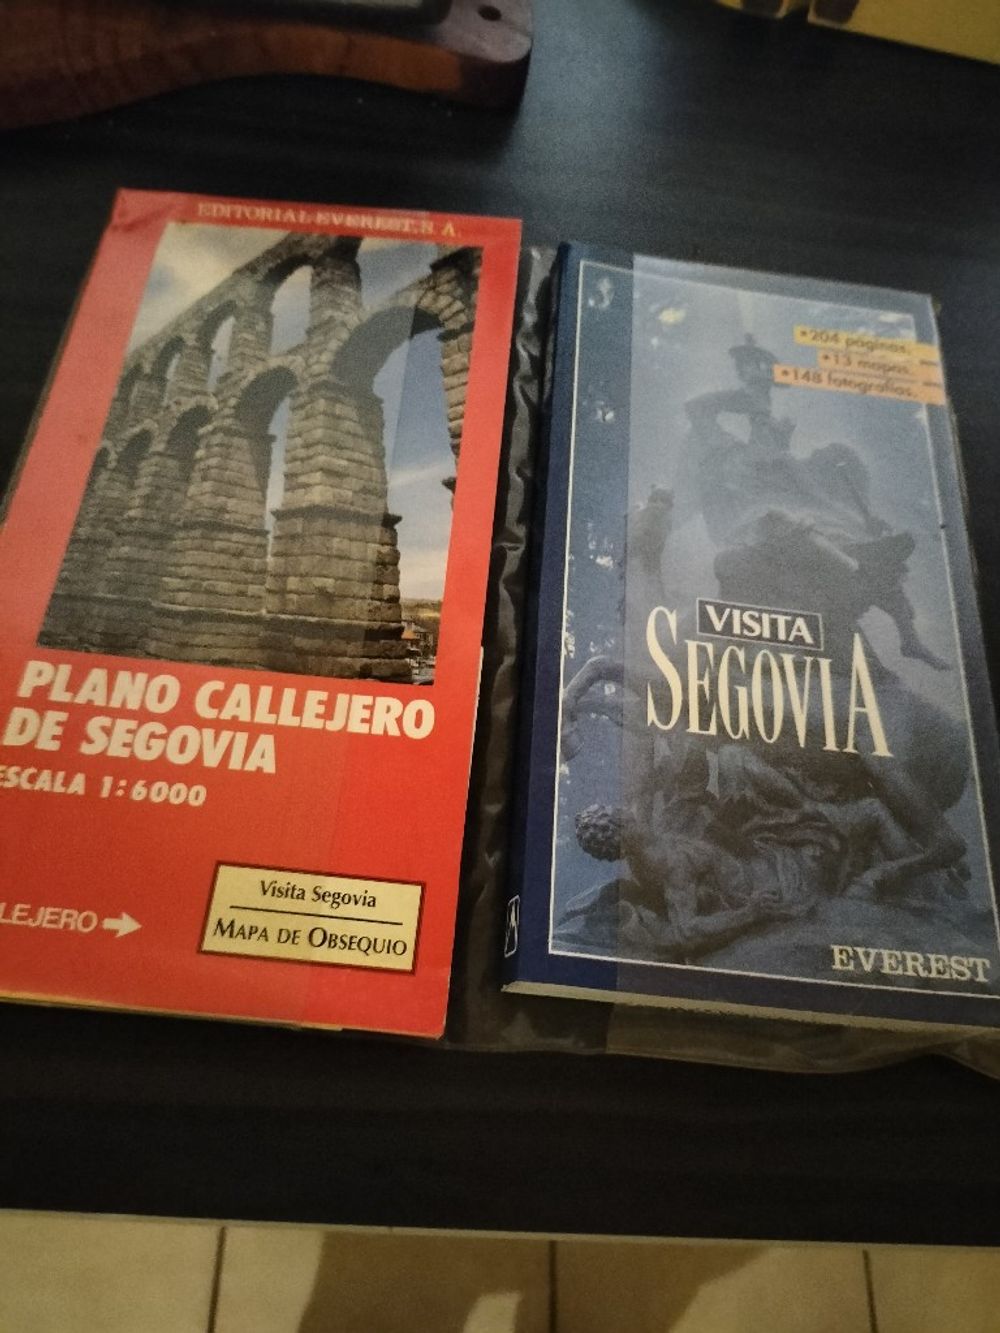 EDITORIAL EVEREST, S. A.
PLANO CALLEJERO
DE SEGOVIA
ESCALA 1:6000
Visita Segovia
MAPA DE OBSEQUIO
LLEJERO
•204 páginas.
•13 mapas.
•148 fotografías.
VISITA
SEGOVIA
EVEREST